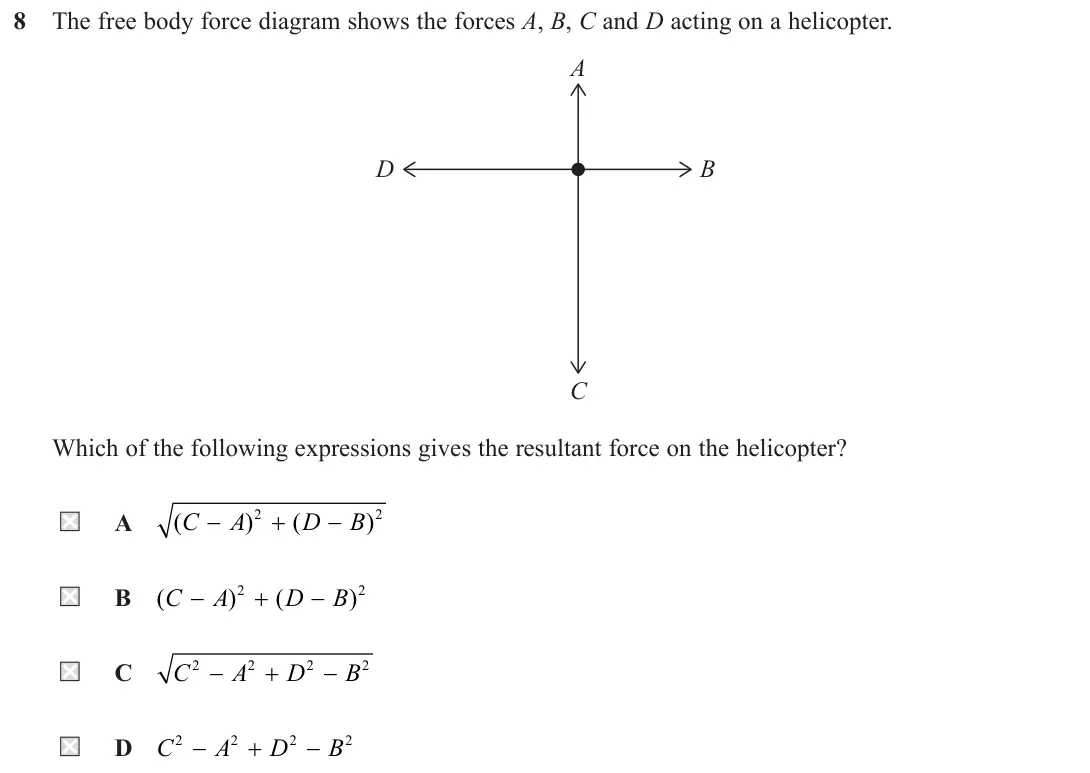 8 The free body force diagram shows the forces A, B, C and D acting on a helicopter.
A
D B
C
Which of the following expressions gives the resultant force on the helicopter?
A √((C − A)² + (D − B)²)
B (C − A)² + (D − B)²
C √(C² − A² + D² − B²)
D C² − A² + D² − B²